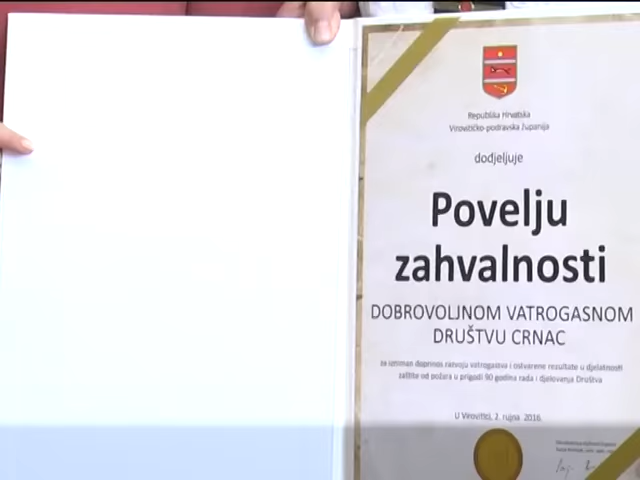 Republika Hrvatska
Virovitičko-podravska županija
dodjeljuje
Povelju
zahvalnosti
DOBROVOLJNOM VATROGASNOM
DRUŠTVU CRNAC
za izniman doprinos razvoju vatrogastva i ostvarene rezultate u djelatnosti
zaštite od požara u prigodi 90 godina rada i djelovanja Društva
U Virovitici, 2. rujna. 2016.